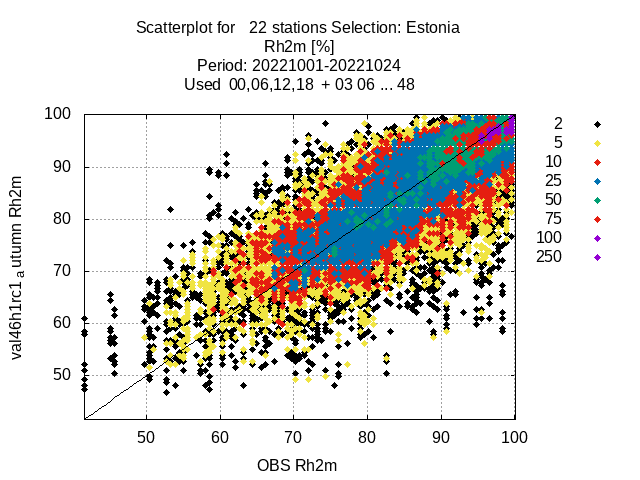 Scatterplot for 22 stations Selection: Estonia
Rh2m [%]
Period: 20221001-20221024
Used 00,06,12,18 + 03 06 ... 48
100
90
80
70
60
50
val46h1rc1 a utumn Rh2m
50 60 70 80 90 100
OBS Rh2m
2
5
10
25
50
75
100
250